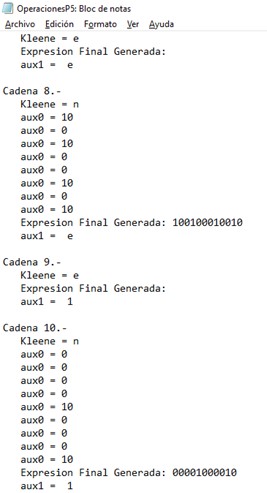 OperacionesP5: Bloc de notas
Archivo Edición Formato Ver Ayuda
Kleene = e
Expresion Final Generada:
aux1 = e
Cadena 8.-
Kleene = n
aux0 = 10
aux0 = 0
aux0 = 10
aux0 = 0
aux0 = 0
aux0 = 10
aux0 = 0
aux0 = 10
Expresion Final Generada: 100100010010
aux1 = e
Cadena 9.-
Kleene = e
Expresion Final Generada:
aux1 = 1
Cadena 10.-
Kleene = n
aux0 = 0
aux0 = 0
aux0 = 0
aux0 = 0
aux0 = 10
aux0 = 0
aux0 = 0
aux0 = 0
aux0 = 10
Expresion Final Generada: 00001000010
aux1 = 1